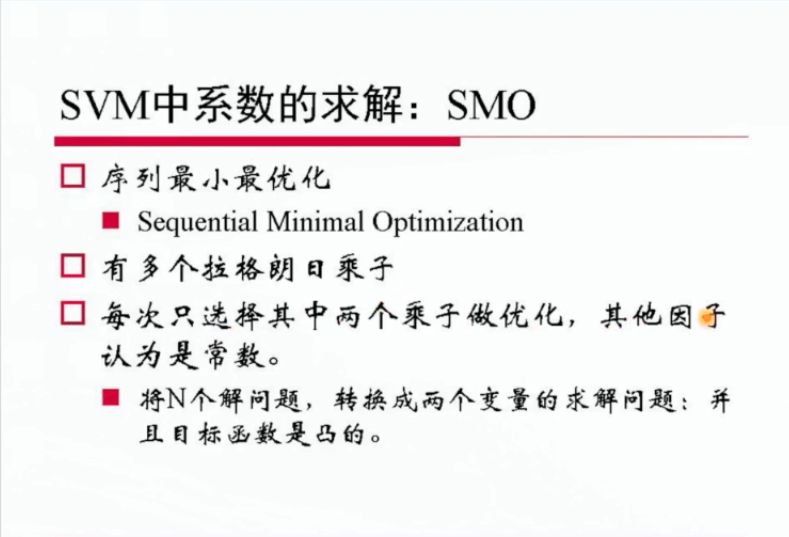 SVM中系数的求解：SMO
序列最小最优化
Sequential Minimal Optimization
有多个拉格朗日乘子
每次只选择其中两个乘子做优化，其他因子
认为是常数。
将N个解问题，转换成两个变量的求解问题：并
且目标函数是凸的。